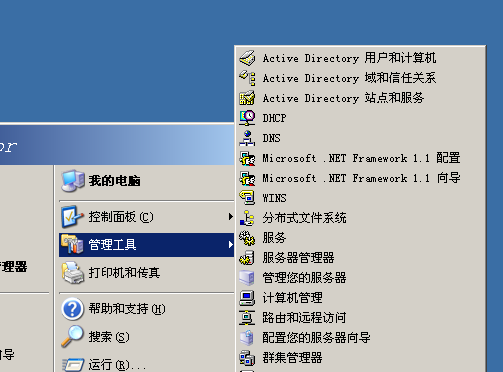 Active Directory 用户和计算机
Active Directory 域和信任关系
Active Directory 站点和服务
DHCP
DNS
Microsoft .NET Framework 1.1 配置
Microsoft .NET Framework 1.1 向导
WINS
分布式文件系统
服务
服务器管理器
管理您的服务器
计算机管理
路由和远程访问
配置您的服务器向导
群集管理器
or
我的电脑
控制面板(C)
管理工具
打印机和传真
帮助和支持(H)
搜索(S)
运行(R)...
管理器
向导